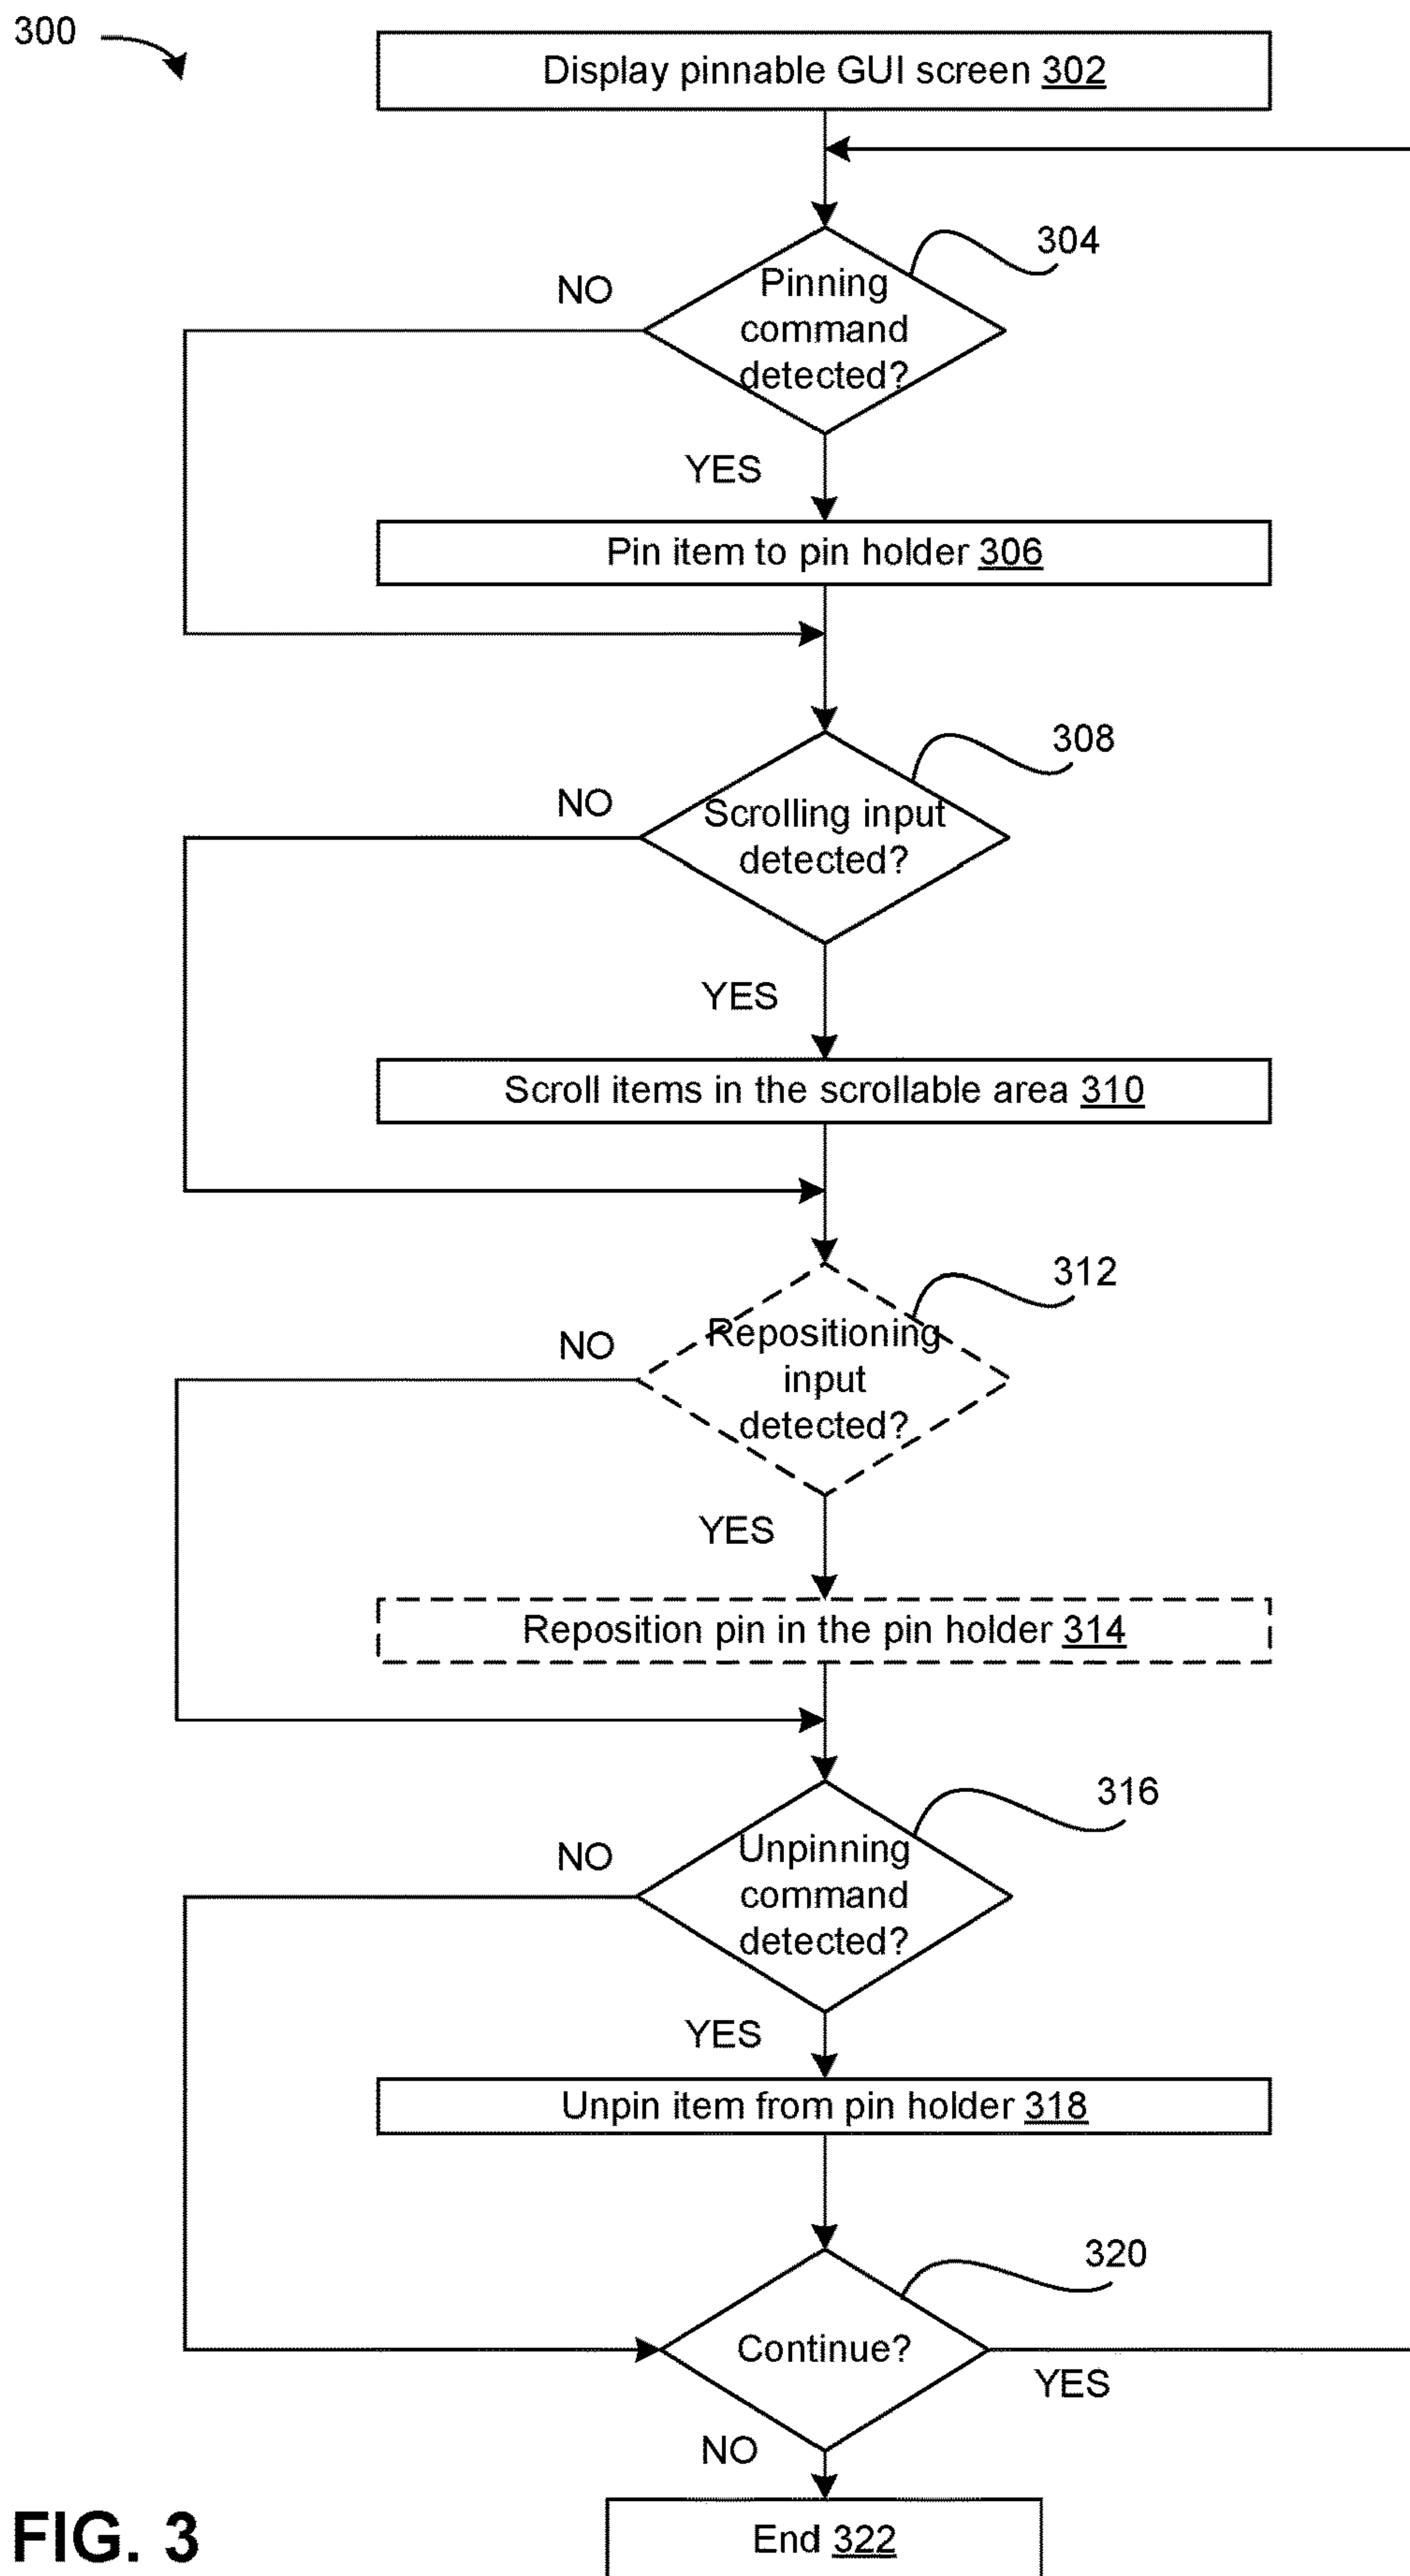 300
Display pinnable GUI screen 302
304
NO
Pinning
command
detected?
YES
Pin item to pin holder 306
308
NO
Scrolling input
detected?
YES
Scroll items in the scrollable area 310
312
NO
Repositioning
input
detected?
YES
Reposition pin in the pin holder 314
316
NO
Unpinning
command
detected?
YES
Unpin item from pin holder 318
320
Continue?
YES
NO
End 322
FIG. 3